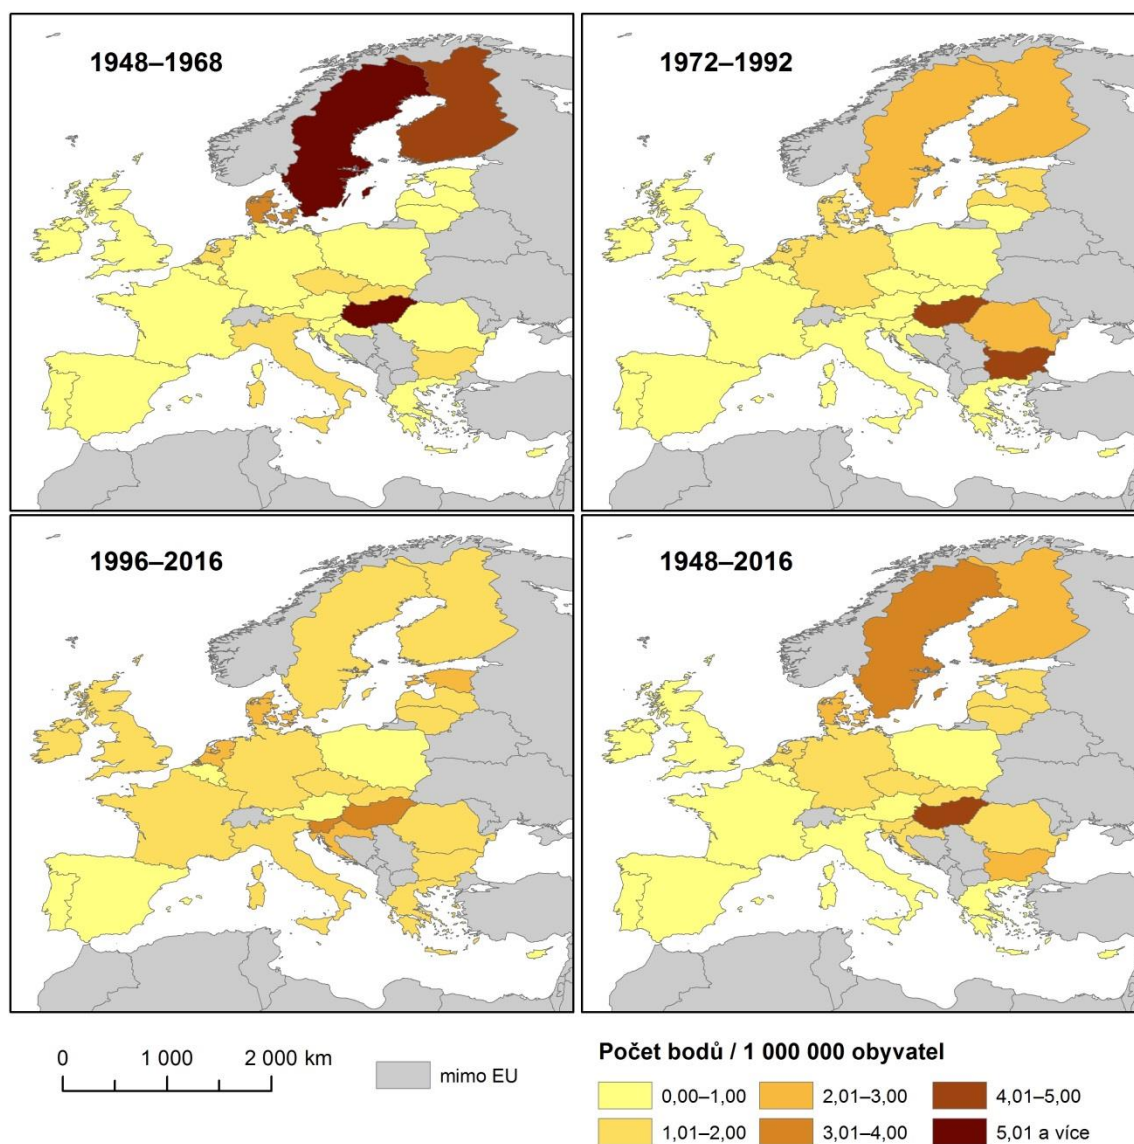 1948–1968
1972–1992
1996–2016
1948–2016
0 1 000 2 000 km
mimo EU
Počet bodů / 1 000 000 obyvatel
0,00–1,00 2,01–3,00 4,01–5,00
1,01–2,00 3,01–4,00 5,01 a více